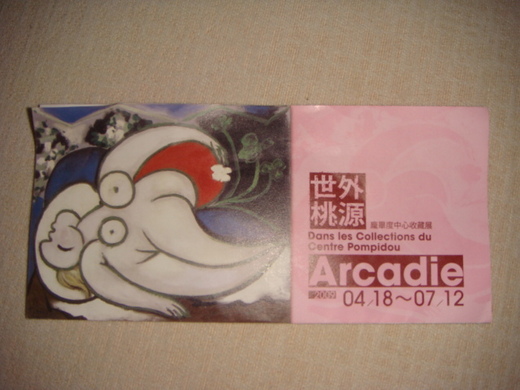 世外
桃源
龐畢度中心收藏展
Dans les Collections du
Centre Pompidou
Arcadie
2009 04/18～07/12